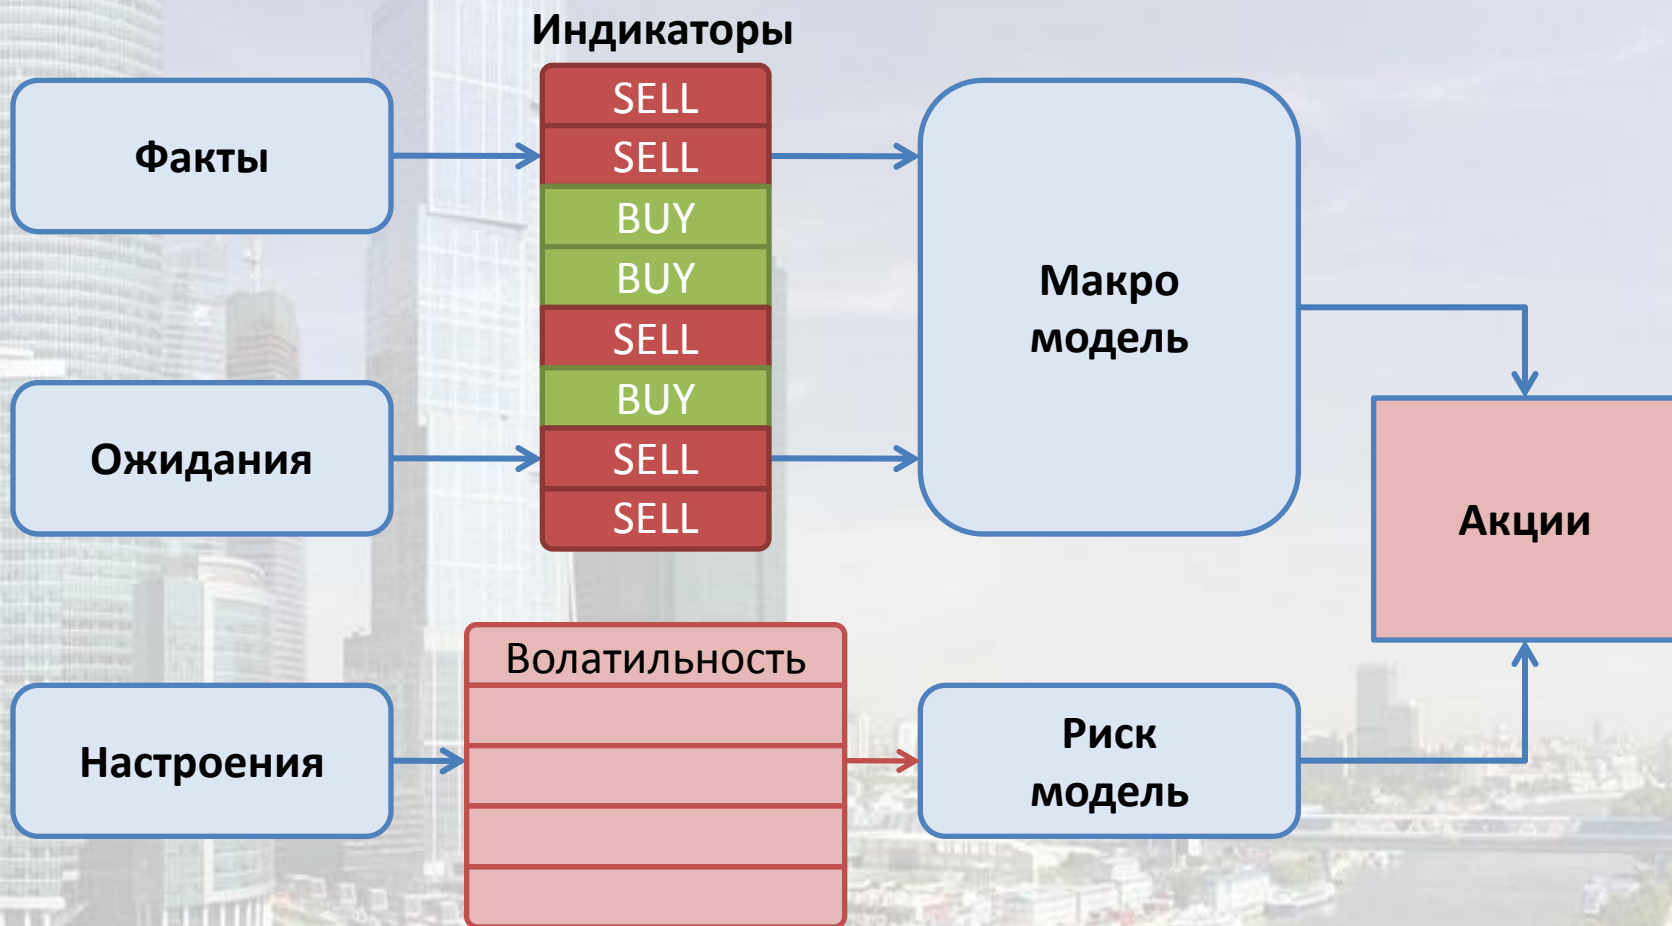 Индикаторы
Факты
SELL
SELL
BUY
BUY
SELL
BUY
SELL
SELL
Ожидания
Макро
модель
Акции
Волатильность
Настроения
Риск
модель